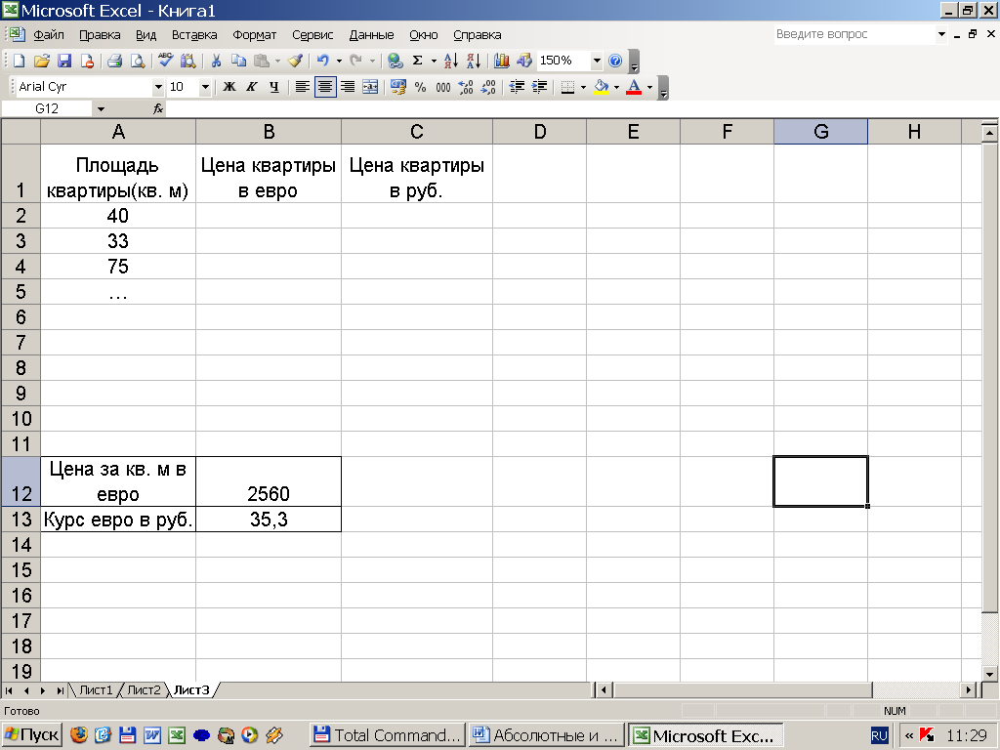 Microsoft Excel - Книга1
Файл Правка Вид Вставка Формат Сервис Данные Окно Справка Введите вопрос
150%
Arial Cyr 10 Ж К Ч % 000
G12 fx
A B C D E F G H
Площадь Цена квартиры Цена квартиры
1 квартиры(кв. м) в евро в руб.
2 40
3 33
4 75
5 ...
6
7
8
9
10
11
Цена за кв. м в
12 евро 2560
13 Курс евро в руб. 35,3
14
15
16
17
18
19
Лист1 Лист2 Лист3
Готово NUM
Пуск Total Command... Абсолютные и ... Microsoft Exc... RU « 11:29